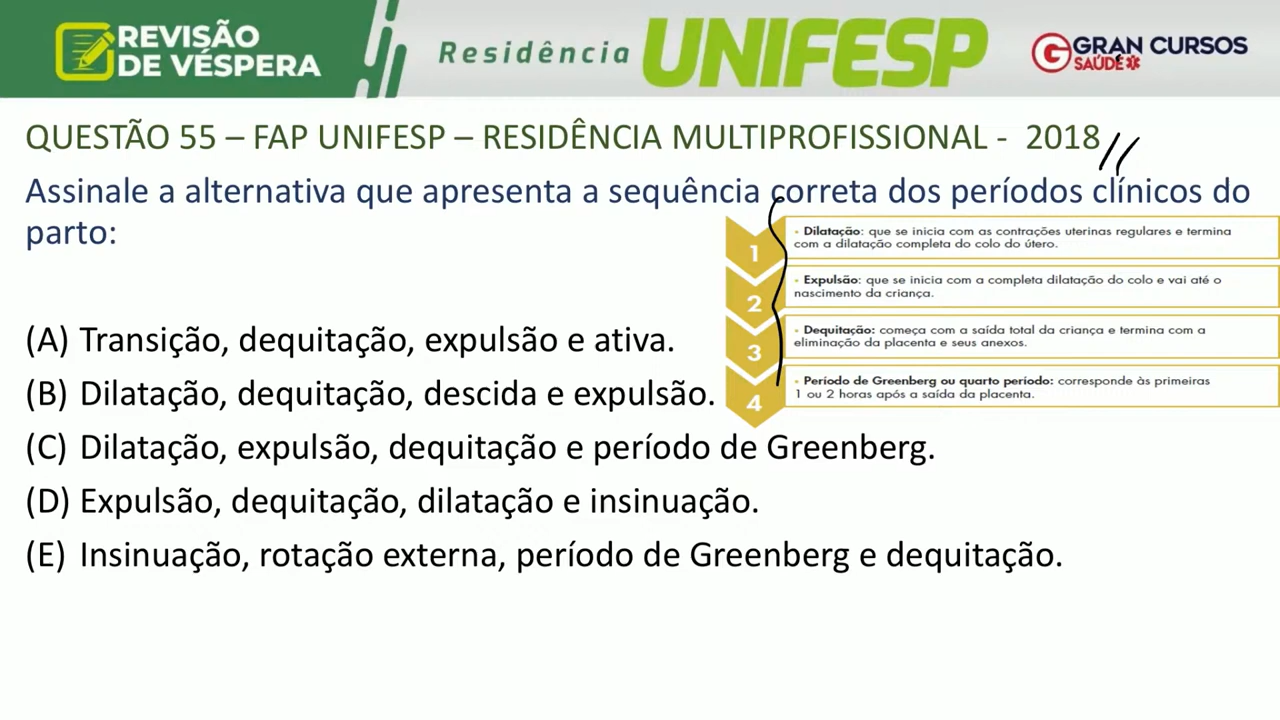 REVISÃO
DE VÉSPERA
Residência UNIFESP
GRAN CURSOS
SAÚDE
QUESTÃO 55 – FAP UNIFESP – RESIDÊNCIA MULTIPROFISSIONAL - 2018
Assinale a alternativa que apresenta a sequência correta dos períodos clínicos do
parto:
1
• Dilatação: que se inicia com as contrações uterinas regulares e termina
com a dilatação completa do colo do útero.
2
• Expulsão: que se inicia com a completa dilatação do colo e vai até o
nascimento da criança.
3
• Dequitação: começa com a saída total da criança e termina com a
eliminação da placenta e seus anexos.
4
• Período de Greenberg ou quarto período: corresponde às primeiras
1 ou 2 horas após a saída da placenta.
(A) Transição, dequitação, expulsão e ativa.
(B) Dilatação, dequitação, descida e expulsão.
(C) Dilatação, expulsão, dequitação e período de Greenberg.
(D) Expulsão, dequitação, dilatação e insinuação.
(E) Insinuação, rotação externa, período de Greenberg e dequitação.